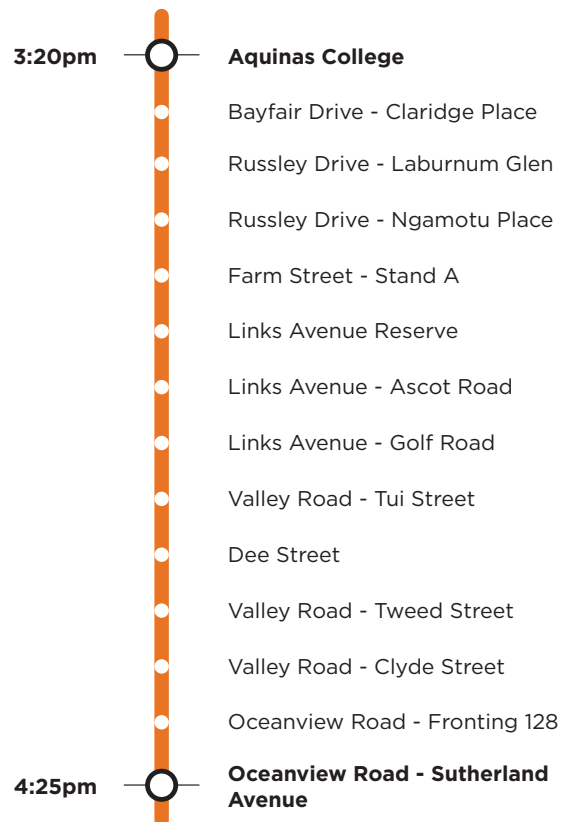 3:20pm Aquinas College
Bayfair Drive - Claridge Place
Russley Drive - Laburnum Glen
Russley Drive - Ngamotu Place
Farm Street - Stand A
Links Avenue Reserve
Links Avenue - Ascot Road
Links Avenue - Golf Road
Valley Road - Tui Street
Dee Street
Valley Road - Tweed Street
Valley Road - Clyde Street
Oceanview Road - Fronting 128
4:25pm Oceanview Road - Sutherland
Avenue